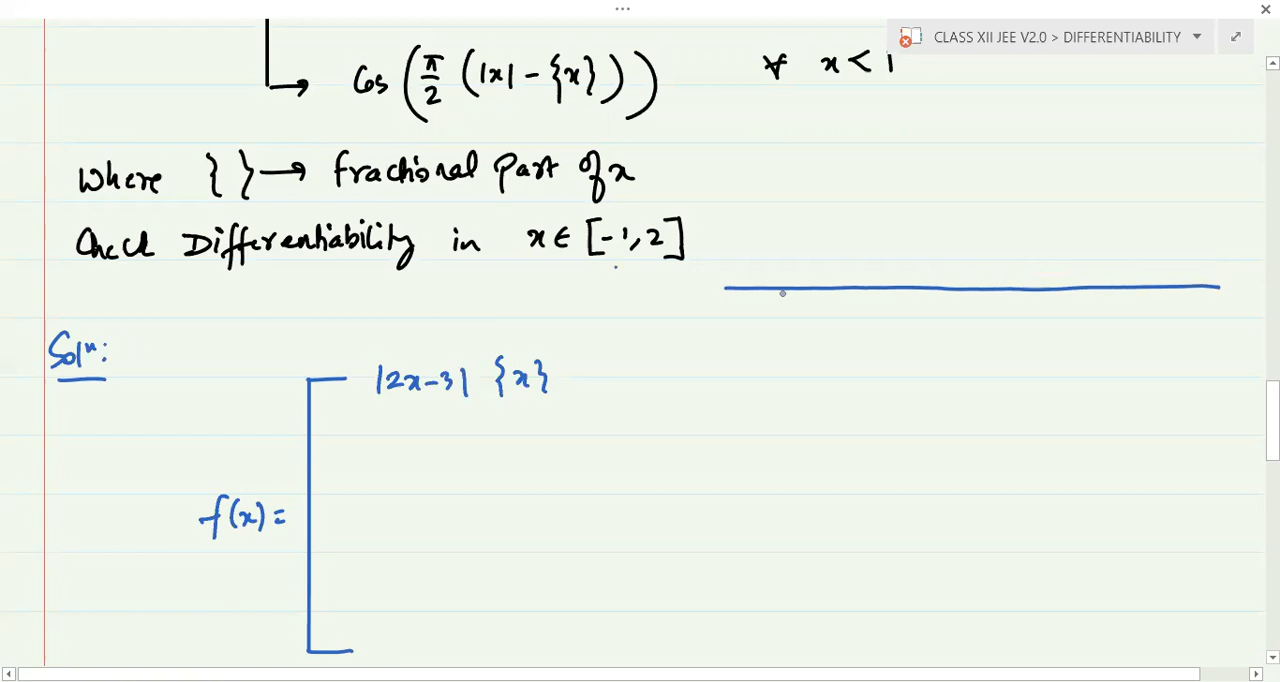 CLASS XII JEE V2.0 > DIFFERENTIABILITY
Cos (π/2 (|x| - {x})) ∀ x < 1
Where { } → fractional Part of x
Check Differentiability in x ∈ [-1, 2]
Solⁿ:
|2x-3| {x}
f(x) =